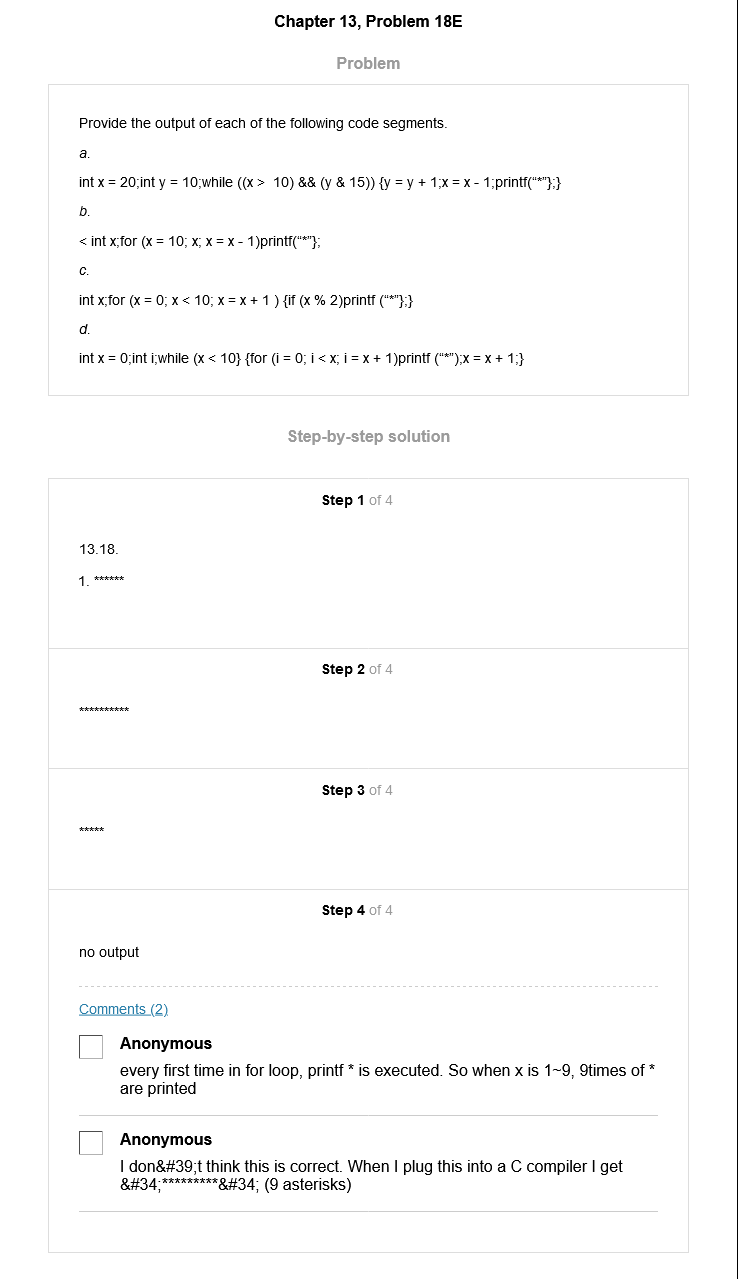 Chapter 13, Problem 18E
Problem
Provide the output of each of the following code segments.
a.
int x = 20;int y = 10;while ((x >  10) && (y & 15)) {y = y + 1;x = x - 1;printf(“*”};}
b.
< int x;for (x = 10; x; x = x - 1)printf(“*”};
c.
int x;for (x = 0; x < 10; x = x + 1 ) {if (x % 2)printf (“*”};}
d.
int x = 0;int i;while (x < 10} {for (i = 0; i < x; i = x + 1)printf (“*”);x = x + 1;}
Step-by-step solution
Step 1 of 4
13.18.
1. ******
Step 2 of 4
**********
Step 3 of 4
*****
Step 4 of 4
no output
Comments (2)
Anonymous
every first time in for loop, printf * is executed. So when x is 1~9, 9times of *
are printed
Anonymous
I don&#39;t think this is correct. When I plug this into a C compiler I get
&#34;*********&#34; (9 asterisks)